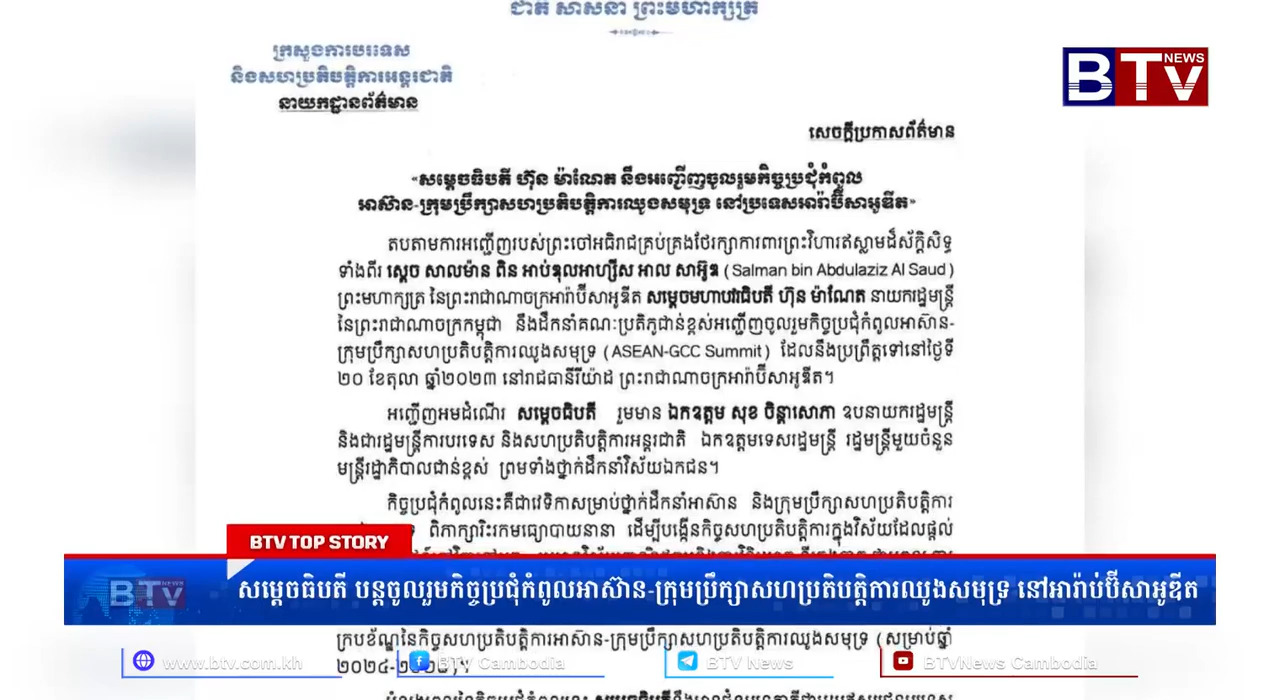 ជាតិ សាសនា ព្រះមហាក្សត្រ
ក្រសួងការបរទេស
និងសហប្រតិបត្តិការអន្តរជាតិ
នាយកដ្ឋានព័ត៌មាន
BTV NEWS
សេចក្តីប្រកាសព័ត៌មាន
«សម្តេចធិបតី ហ៊ុន ម៉ាណែត នឹងអញ្ជើញចូលរួមកិច្ចប្រជុំកំពូល
អាស៊ាន-ក្រុមប្រឹក្សាសហប្រតិបត្តិការឈូងសមុទ្រ នៅប្រទេសអារ៉ាប៊ីសាអូឌីត»
តបតាមការអញ្ជើញរបស់ព្រះចៅអធិរាជគ្រប់គ្រងថែរក្សាការពារព្រះវិហារឥស្លាមដ៏ស័ក្តិសិទ្ធ
ទាំងពីរ ស្តេច សាលម៉ាន ពិន អាប់ឌុលអាហ្ស៊ីស អាល សាអ៊ូឌ (Salman bin Abdulaziz Al Saud)
ព្រះមហាក្សត្រ នៃព្រះរាជាណាចក្រអារ៉ាប៊ីសាអូឌីត សម្តេចមហាបវរធិបតី ហ៊ុន ម៉ាណែត នាយករដ្ឋមន្ត្រី
នៃព្រះរាជាណាចក្រកម្ពុជា នឹងដឹកនាំគណៈប្រតិភូជាន់ខ្ពស់អញ្ជើញចូលរួមកិច្ចប្រជុំកំពូលអាស៊ាន-
ក្រុមប្រឹក្សាសហប្រតិបត្តិការឈូងសមុទ្រ (ASEAN-GCC Summit) ដែលនឹងប្រព្រឹត្តទៅនៅថ្ងៃទី
២០ ខែតុលា ឆ្នាំ២០២៣ នៅរាជធានីរីយ៉ាដ ព្រះរាជាណាចក្រអារ៉ាប៊ីសាអូឌីត។
អញ្ជើញអមដំណើរ សម្តេចធិបតី រួមមាន ឯកឧត្តម សុខ ចិន្តាសោភា ឧបនាយករដ្ឋមន្ត្រី
និងជារដ្ឋមន្ត្រីការបរទេស និងសហប្រតិបត្តិការអន្តរជាតិ ឯកឧត្តមទេសរដ្ឋមន្ត្រី រដ្ឋមន្ត្រីមួយចំនួន
មន្ត្រីរដ្ឋាភិបាលជាន់ខ្ពស់ ព្រមទាំងថ្នាក់ដឹកនាំវិស័យឯកជន។
កិច្ចប្រជុំកំពូលនេះគឺជាវេទិកាសម្រាប់ថ្នាក់ដឹកនាំអាស៊ាន និងក្រុមប្រឹក្សាសហប្រតិបត្តិការ
ពិភាក្សារិះរកមធ្យោបាយនានា ដើម្បីបង្កើនកិច្ចសហប្រតិបត្តិការក្នុងវិស័យដែលផ្តល់
BTV TOP STORY
BTV NEWS
សម្តេចធិបតី បន្តចូលរួមកិច្ចប្រជុំកំពូលអាស៊ាន-ក្រុមប្រឹក្សាសហប្រតិបត្តិការឈូងសមុទ្រ នៅអារ៉ាប់ប៊ីសាអូឌីត
ក្របខ័ណ្ឌនៃកិច្ចសហប្រតិបត្តិការអាស៊ាន-ក្រុមប្រឹក្សាសហប្រតិបត្តិការឈូងសមុទ្រ (សម្រាប់ឆ្នាំ
www.btv.com.kh
BTV Cambodia
BTV News
BTVNews Cambodia